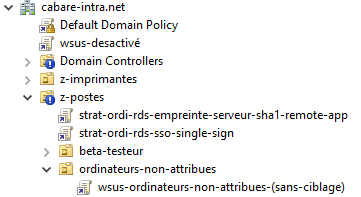 cabare-intra.net
Default Domain Policy
wsus-desactivé
Domain Controllers
z-imprimantes
z-postes
strat-ordi-rds-empreinte-serveur-sha1-remote-app
strat-ordi-rds-sso-single-sign
beta-testeur
ordinateurs-non-attribues
wsus-ordinateurs-non-attribues-(sans-ciblage)